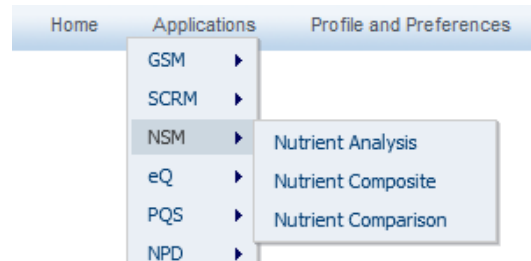 Home Applications Profile and Preferences
GSM
SCRM
NSM
Nutrient Analysis
eQ
Nutrient Composite
PQS
Nutrient Comparison
NPD